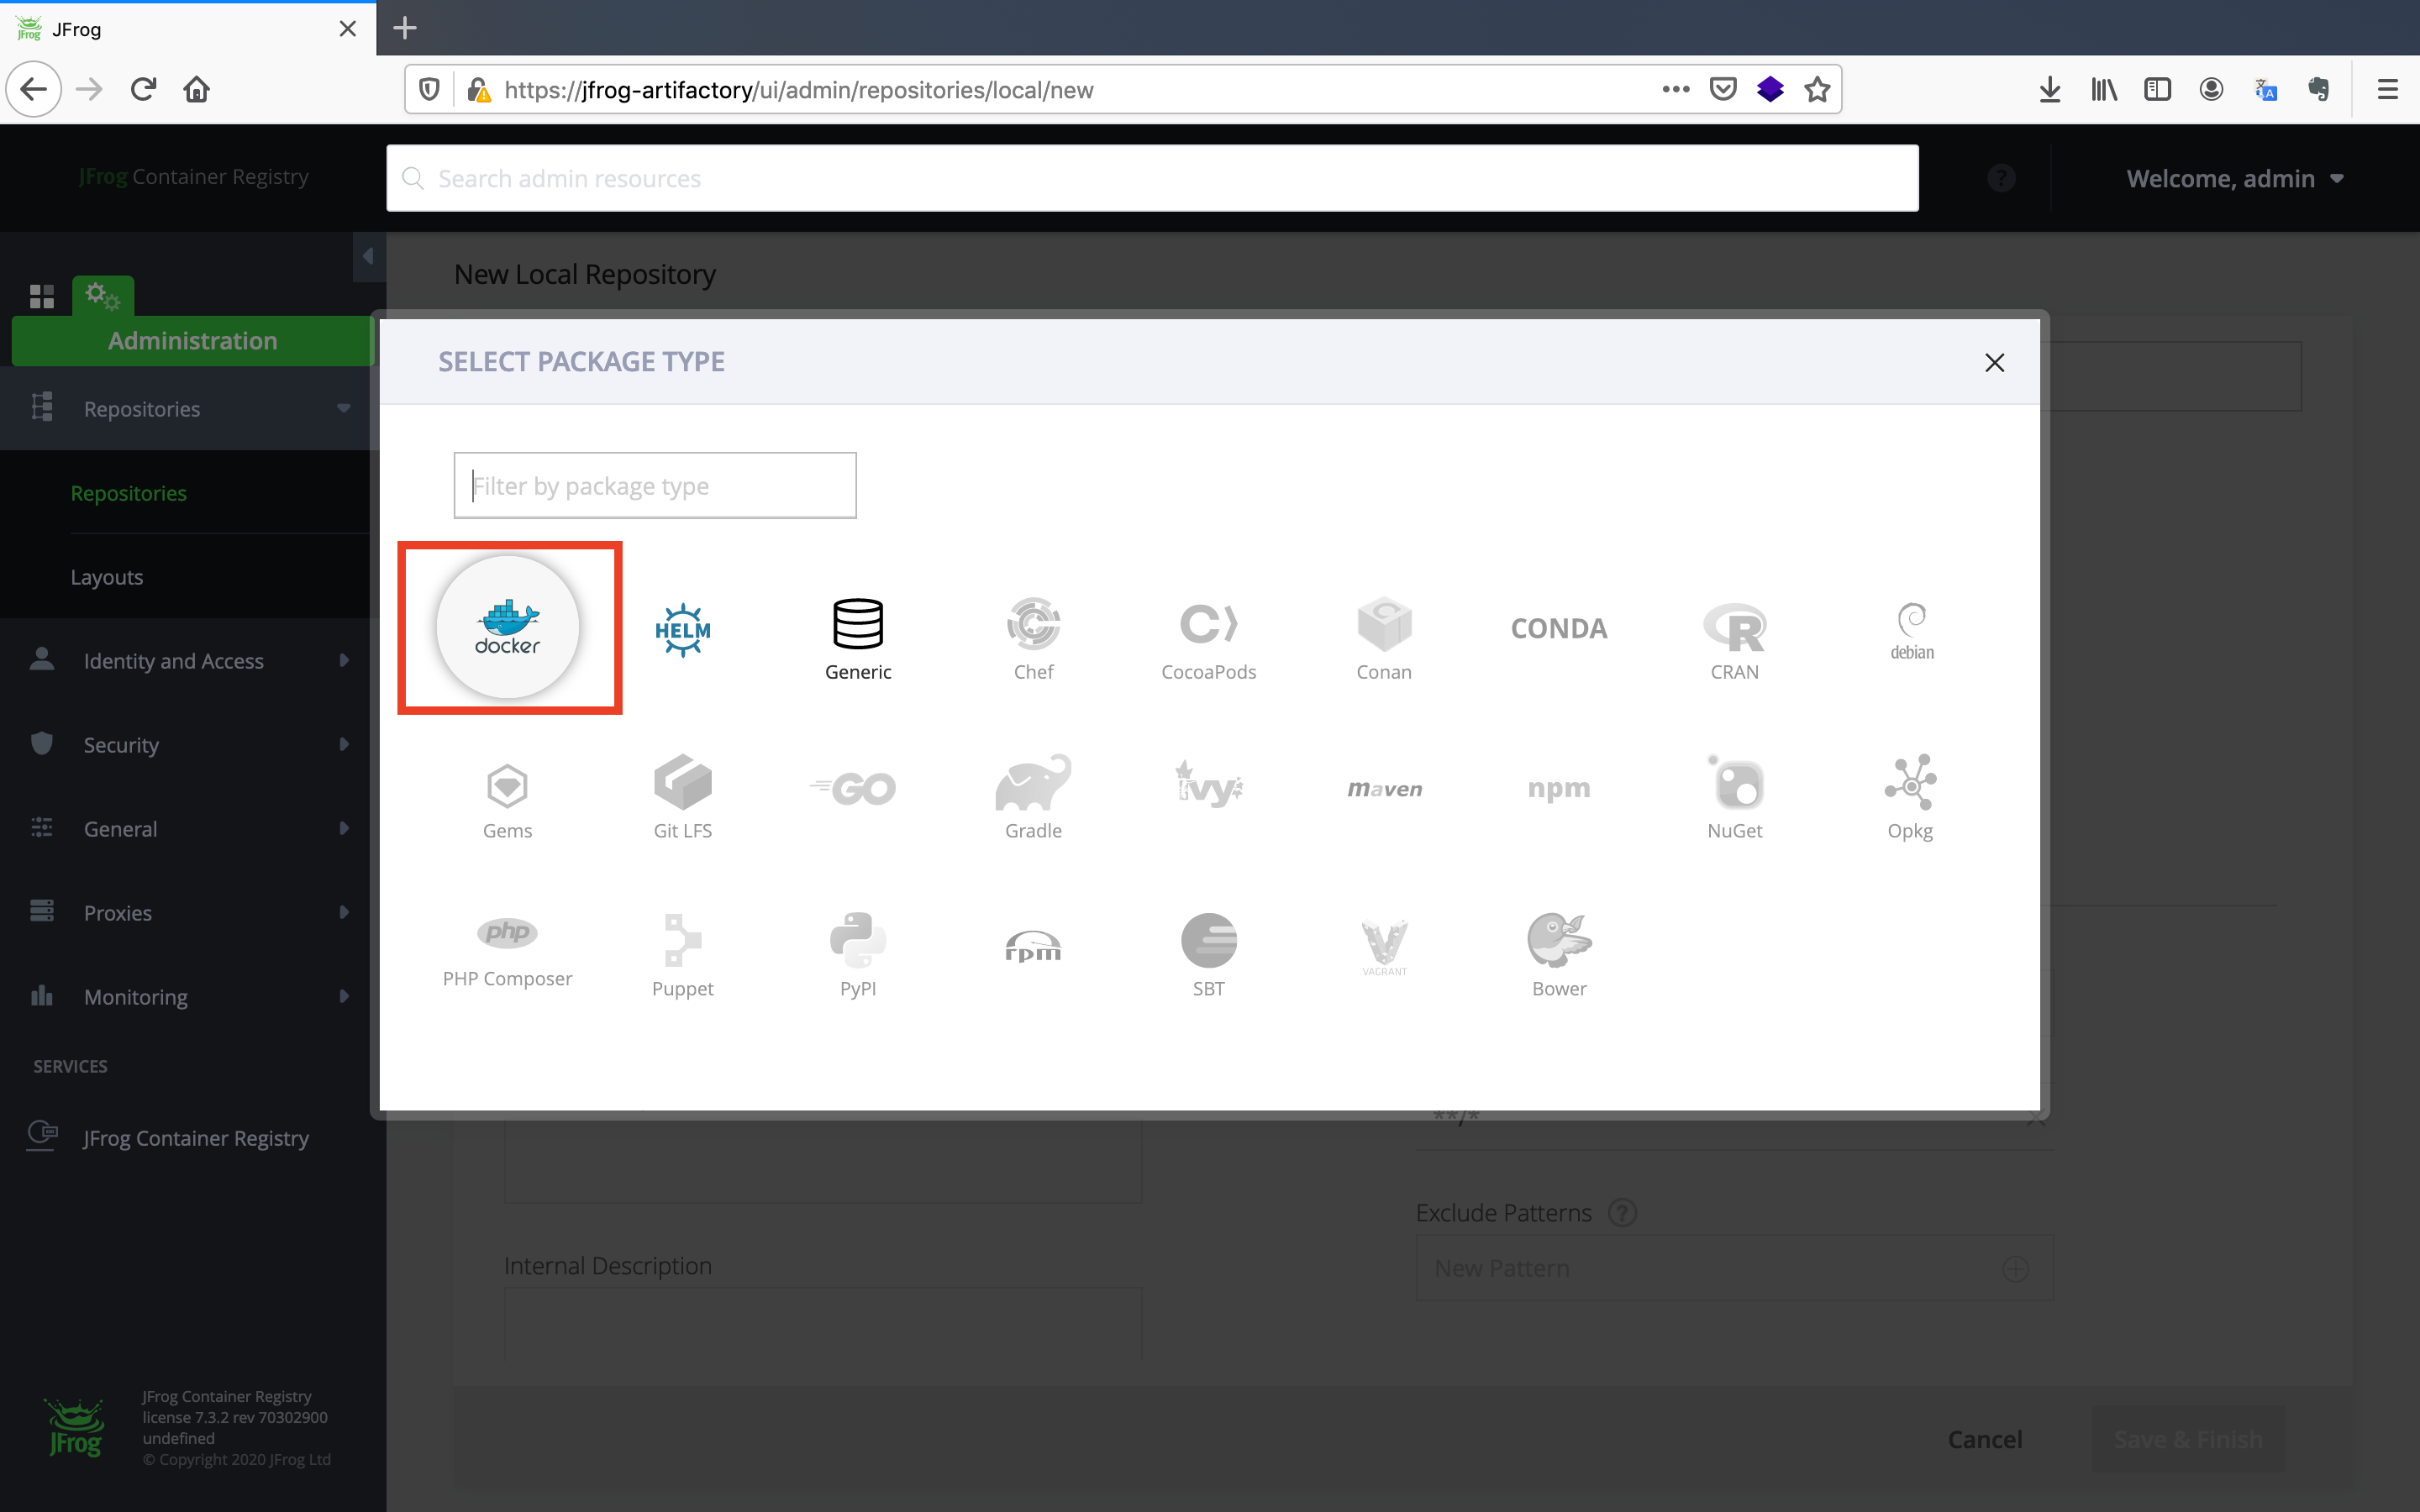 JFrog
https://jfrog-artifactory/ui/admin/repositories/local/new
JFrog Container Registry
Search admin resources
?
Welcome, admin
New Local Repository
Administration
SELECT PACKAGE TYPE
Repositories
Filter by package type
Repositories
Layouts
docker
HELM
Generic
Chef
CocoaPods
Conan
CONDA
CRAN
debian
Identity and Access
Security
General
Proxies
Monitoring
Gems
Git LFS
GO
Gradle
ivy
maven
npm
NuGet
Opkg
php
PHP Composer
Puppet
PyPI
rpm
SBT
VAGRANT
Bower
SERVICES
JFrog Container Registry
**/*
Exclude Patterns ?
New Pattern
Internal Description
JFrog
JFrog Container Registry
license 7.3.2 rev 70302900
undefined
© Copyright 2020 JFrog Ltd
Cancel
Save & Finish